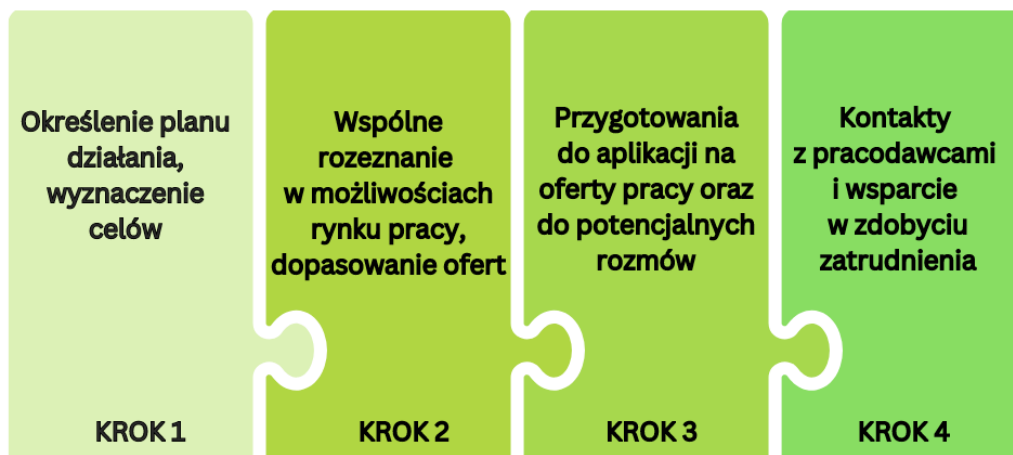 Określenie planu
działania,
wyznaczenie
celów
KROK 1
Wspólne
rozeznanie
w możliwościach
rynku pracy,
dopasowanie ofert
KROK 2
Przygotowania
do aplikacji na
oferty pracy oraz
do potencjalnych
rozmów
KROK 3
Kontakty
z pracodawcami
i wsparcie
w zdobyciu
zatrudnienia
KROK 4